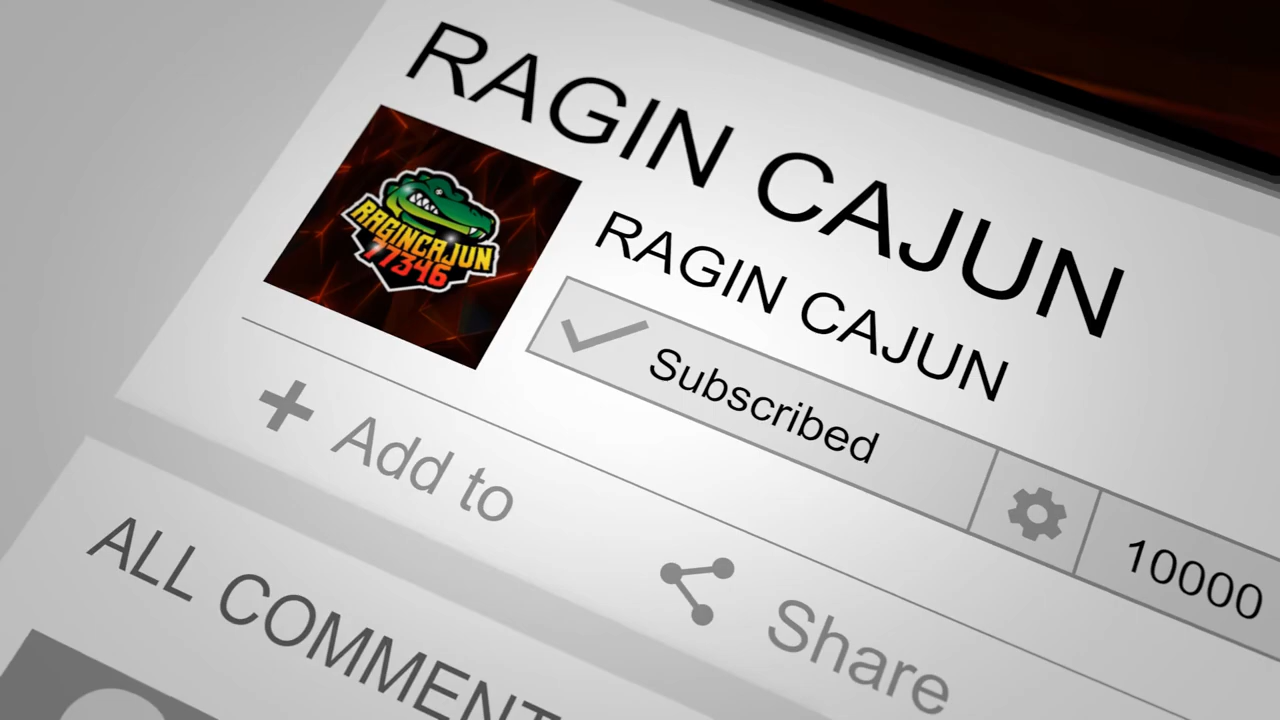 RAGIN CAJUN
RAGINCAJUN
77346
RAGIN CAJUN
Subscribed
10000
Add to
Share
ALL COMMENT